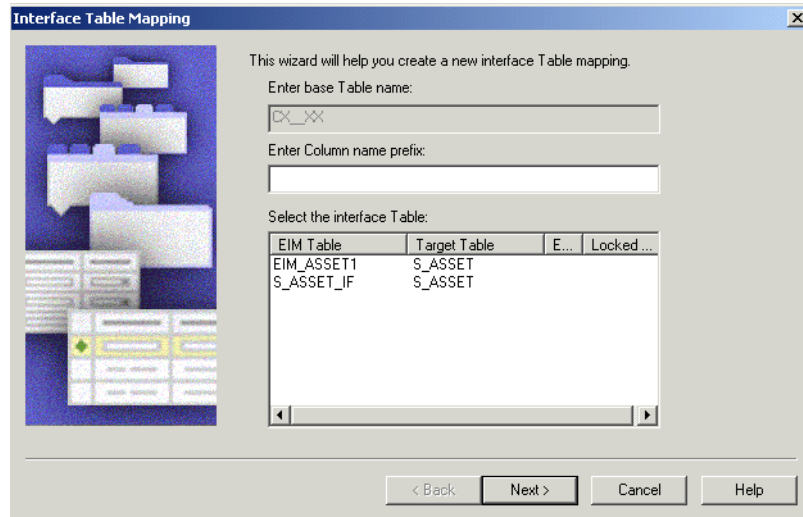 Interface Table Mapping
This wizard will help you create a new interface Table mapping.
Enter base Table name:
CX__XX
Enter Column name prefix:
Select the interface Table:
EIM Table Target Table E... Locked ...
EIM_ASSET1 S_ASSET
S_ASSET_IF S_ASSET
< Back Next > Cancel Help